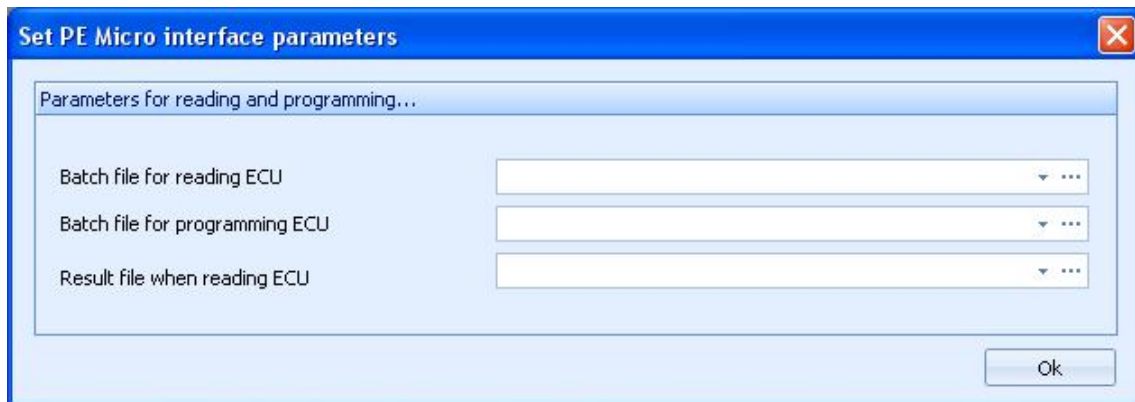 Set PE Micro interface parameters
Parameters for reading and programming...
Batch file for reading ECU
Batch file for programming ECU
Result file when reading ECU
Ok